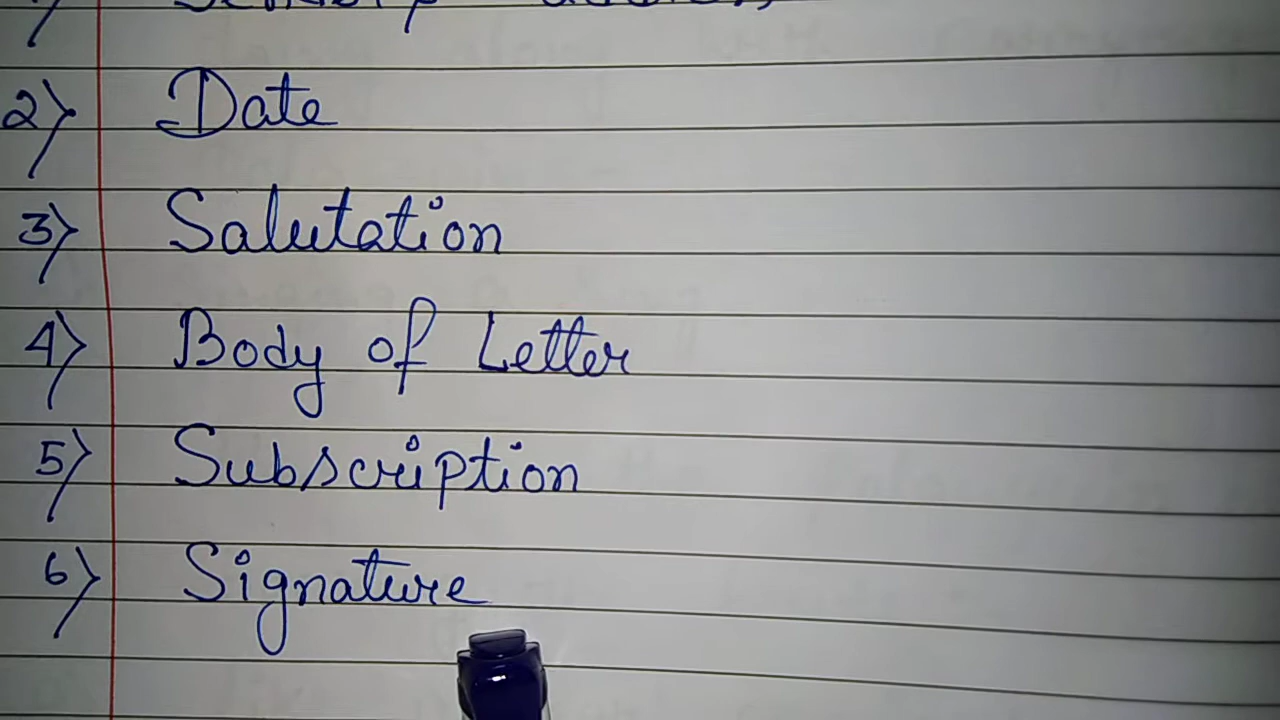 2) Date
3) Salutation
4) Body of Letter
5) Subscription
6) Signature